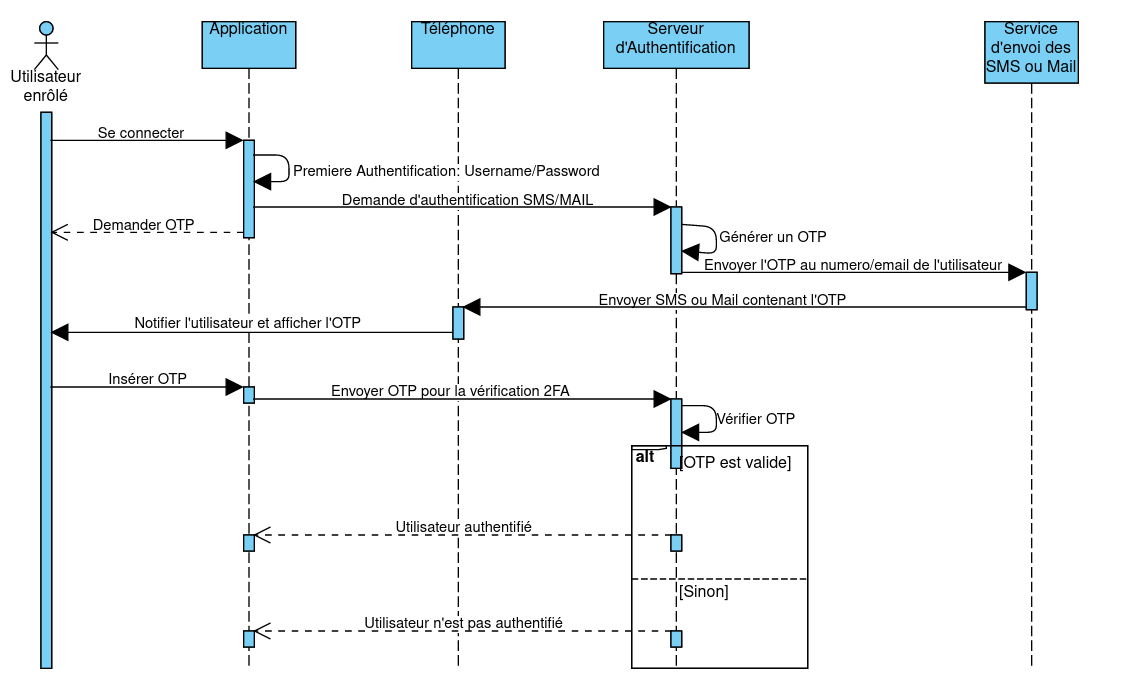 Utilisateur
enrôlé
Application
Téléphone
Serveur
d'Authentification
Service
d'envoi des
SMS ou Mail
Se connecter
Premiere Authentification: Username/Password
Demande d'authentification SMS/MAIL
Demander OTP
Générer un OTP
Envoyer l'OTP au numero/email de l'utilisateur
Envoyer SMS ou Mail contenant l'OTP
Notifier l'utilisateur et afficher l'OTP
Insérer OTP
Envoyer OTP pour la vérification 2FA
Vérifier OTP
alt
[OTP est valide]
Utilisateur authentifié
[Sinon]
Utilisateur n'est pas authentifié